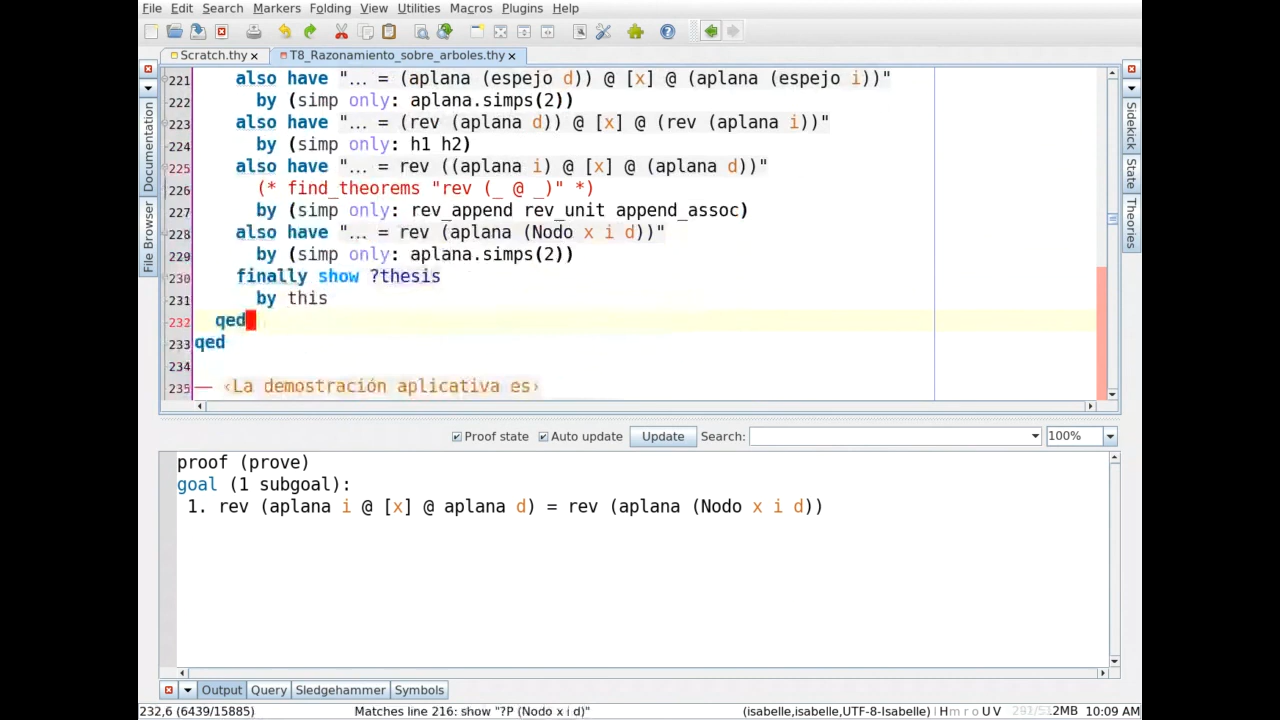 File Edit Search Markers Folding View Utilities Macros Plugins Help
Scratch.thy T8_Razonamiento_sobre_arboles.thy
Documentation
File Browser
Sidekick
State
Theories
221 also have "... = (aplana (espejo d)) @ [x] @ (aplana (espejo i))"
222 by (simp only: aplana.simps(2))
223 also have "... = (rev (aplana d)) @ [x] @ (rev (aplana i))"
224 by (simp only: h1 h2)
225 also have "... = rev ((aplana i) @ [x] @ (aplana d))"
226 (* find_theorems "rev (_ @ _)" *)
227 by (simp only: rev_append rev_unit append_assoc)
228 also have "... = rev (aplana (Nodo x i d))"
229 by (simp only: aplana.simps(2))
230 finally show ?thesis
231 by this
232 qed
233 qed
234
235 — ‹La demostración aplicativa es›
Proof state Auto update Update Search: 100%
proof (prove)
goal (1 subgoal):
1. rev (aplana i @ [x] @ aplana d) = rev (aplana (Nodo x i d))
Output Query Sledgehammer Symbols
232,6 (6439/15885) Matches line 216: show "?P (Nodo x i d)" (isabelle,isabelle,UTF-8-Isabelle) H m r o U V 2MB 10:09 AM